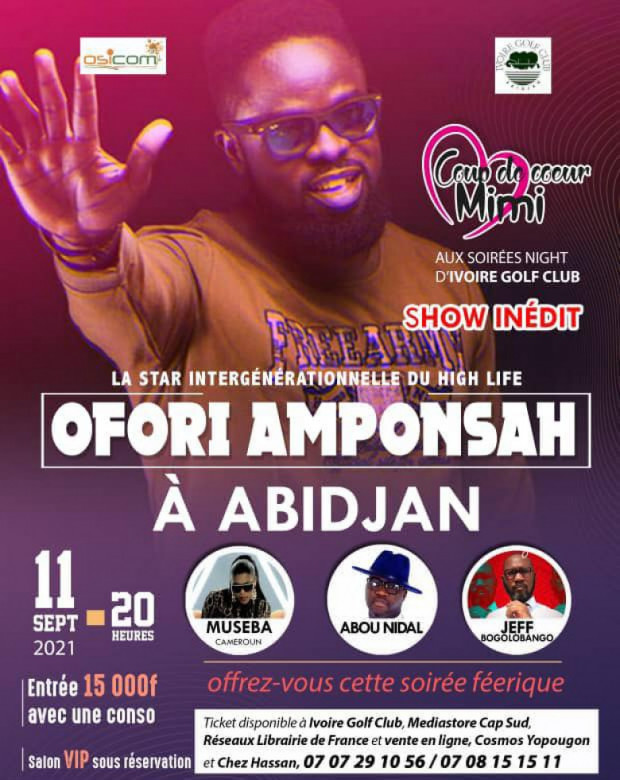 osicom
IVOIRE GOLF CLUB
ABIDJAN
Coup de coeur
Mimi
AUX SOIRÉES NIGHT
D'IVOIRE GOLF CLUB
SHOW INÉDIT
FREE ARMY
LA STAR INTERGÉNÉRATIONNELLE DU HIGH LIFE
OFORI AMPONSAH
À ABIDJAN
11
SEPT
2021
20
HEURES
MUSEBA
CAMEROUN
ABOU NIDAL
JEFF
BOGOLOBANGO
Entrée 15 000f
avec une conso
Salon VIP sous réservation
offrez-vous cette soirée féerique
Ticket disponible à Ivoire Golf Club, Mediastore Cap Sud,
Réseaux Librairie de France et vente en ligne, Cosmos Yopougon
et Chez Hassan, 07 07 29 10 56 / 07 08 15 15 11